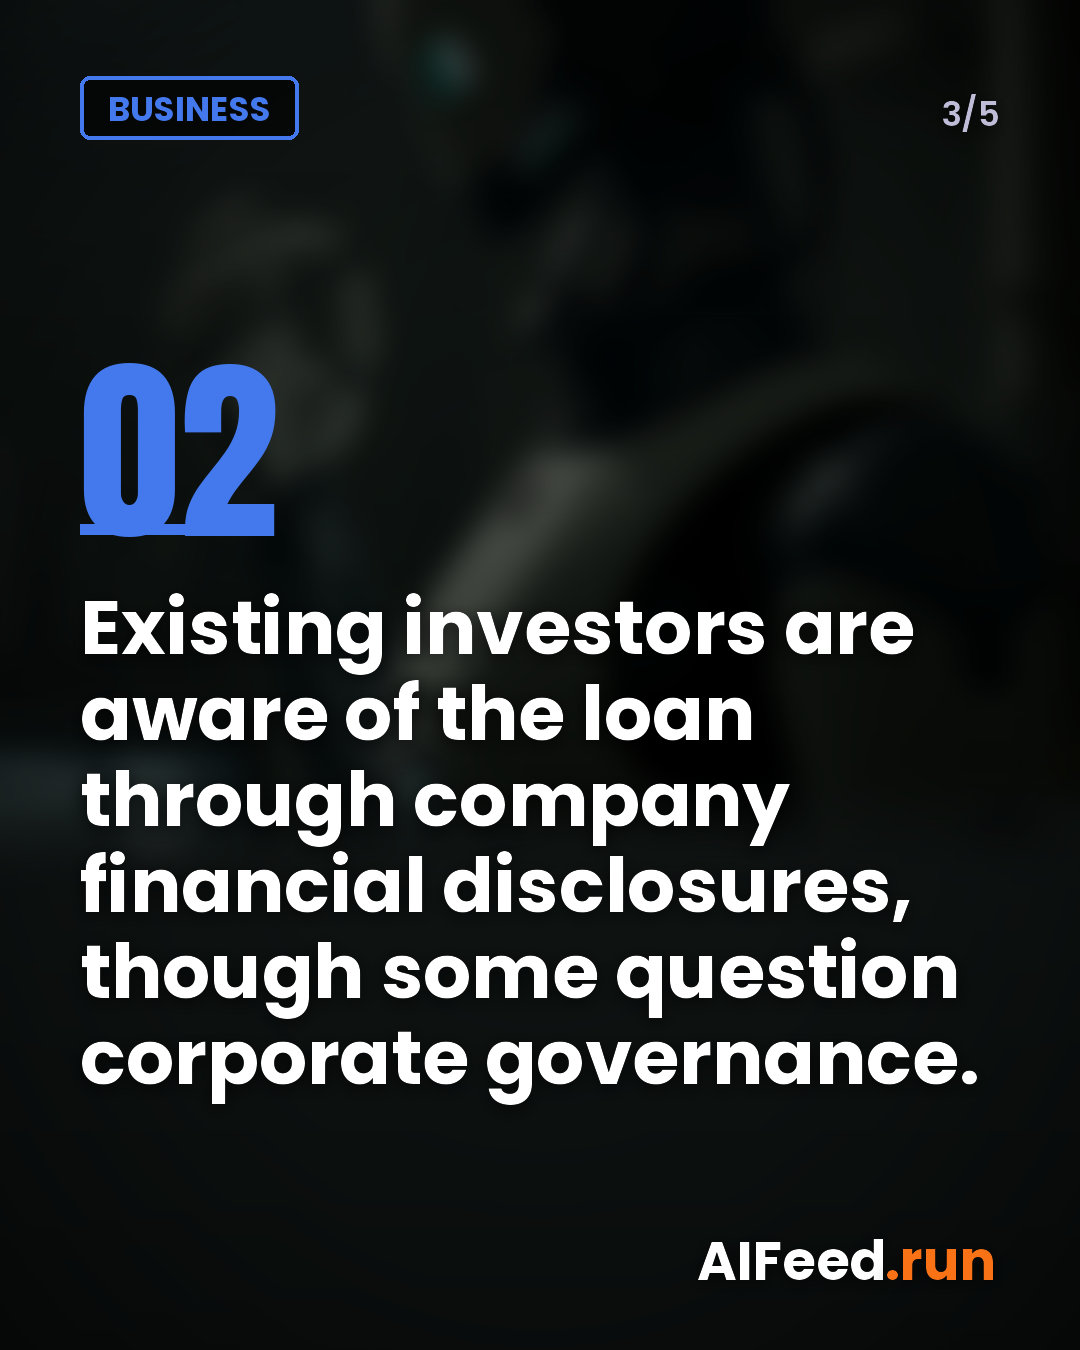 BUSINESS
3/5
02
Existing investors are
aware of the loan
through company
financial disclosures,
though some question
corporate governance.
AIFeed.run